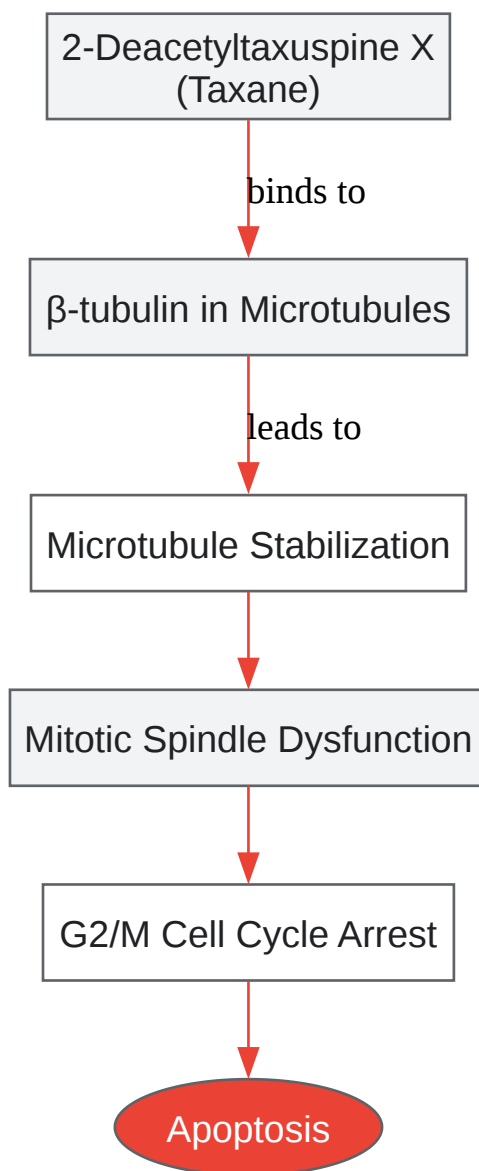 2-Deacetyltaxuspine X
(Taxane)
binds to
β-tubulin in Microtubules
leads to
Microtubule Stabilization
Mitotic Spindle Dysfunction
G2/M Cell Cycle Arrest
Apoptosis